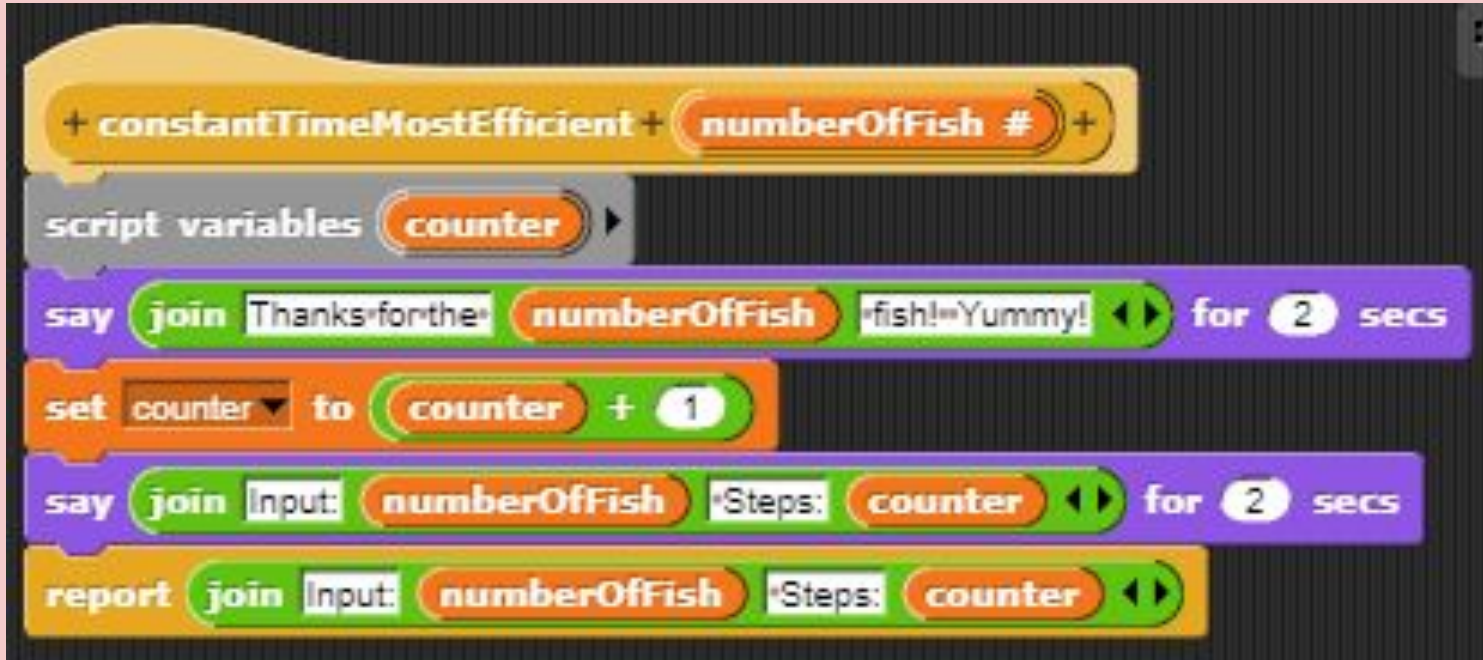 + constantTimeMostEfficient + numberOfFish # +
script variables counter
say join Thanks for the numberOfFish fish! Yummy! for 2 secs
set counter to counter + 1
say join Input: numberOfFish Steps: counter for 2 secs
report join Input: numberOfFish Steps: counter